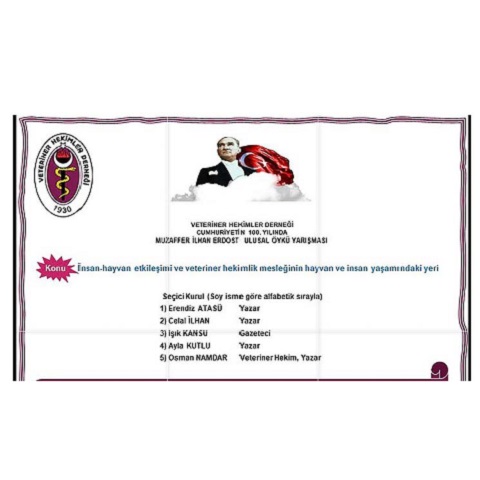 VETERİNER HEKİMLER DERNEĞİ
1930
VETERİNER HEKİMLER DERNEĞİ
CUMHURİYETİN 100. YILINDA
MUZAFFER İLHAN ERDOST ULUSAL ÖYKÜ YARIŞMASI
Konu İnsan-hayvan etkileşimi ve veteriner hekimlik mesleğinin hayvan ve insan yaşamındaki yeri
Seçici Kurul (Soy isme göre alfabetik sırayla)
1) Erendiz ATASÜ Yazar
2) Celal İLHAN Yazar
3) Işık KANSU Gazeteci
4) Ayla KUTLU Yazar
5) Osman NAMDAR Veteriner Hekim, Yazar